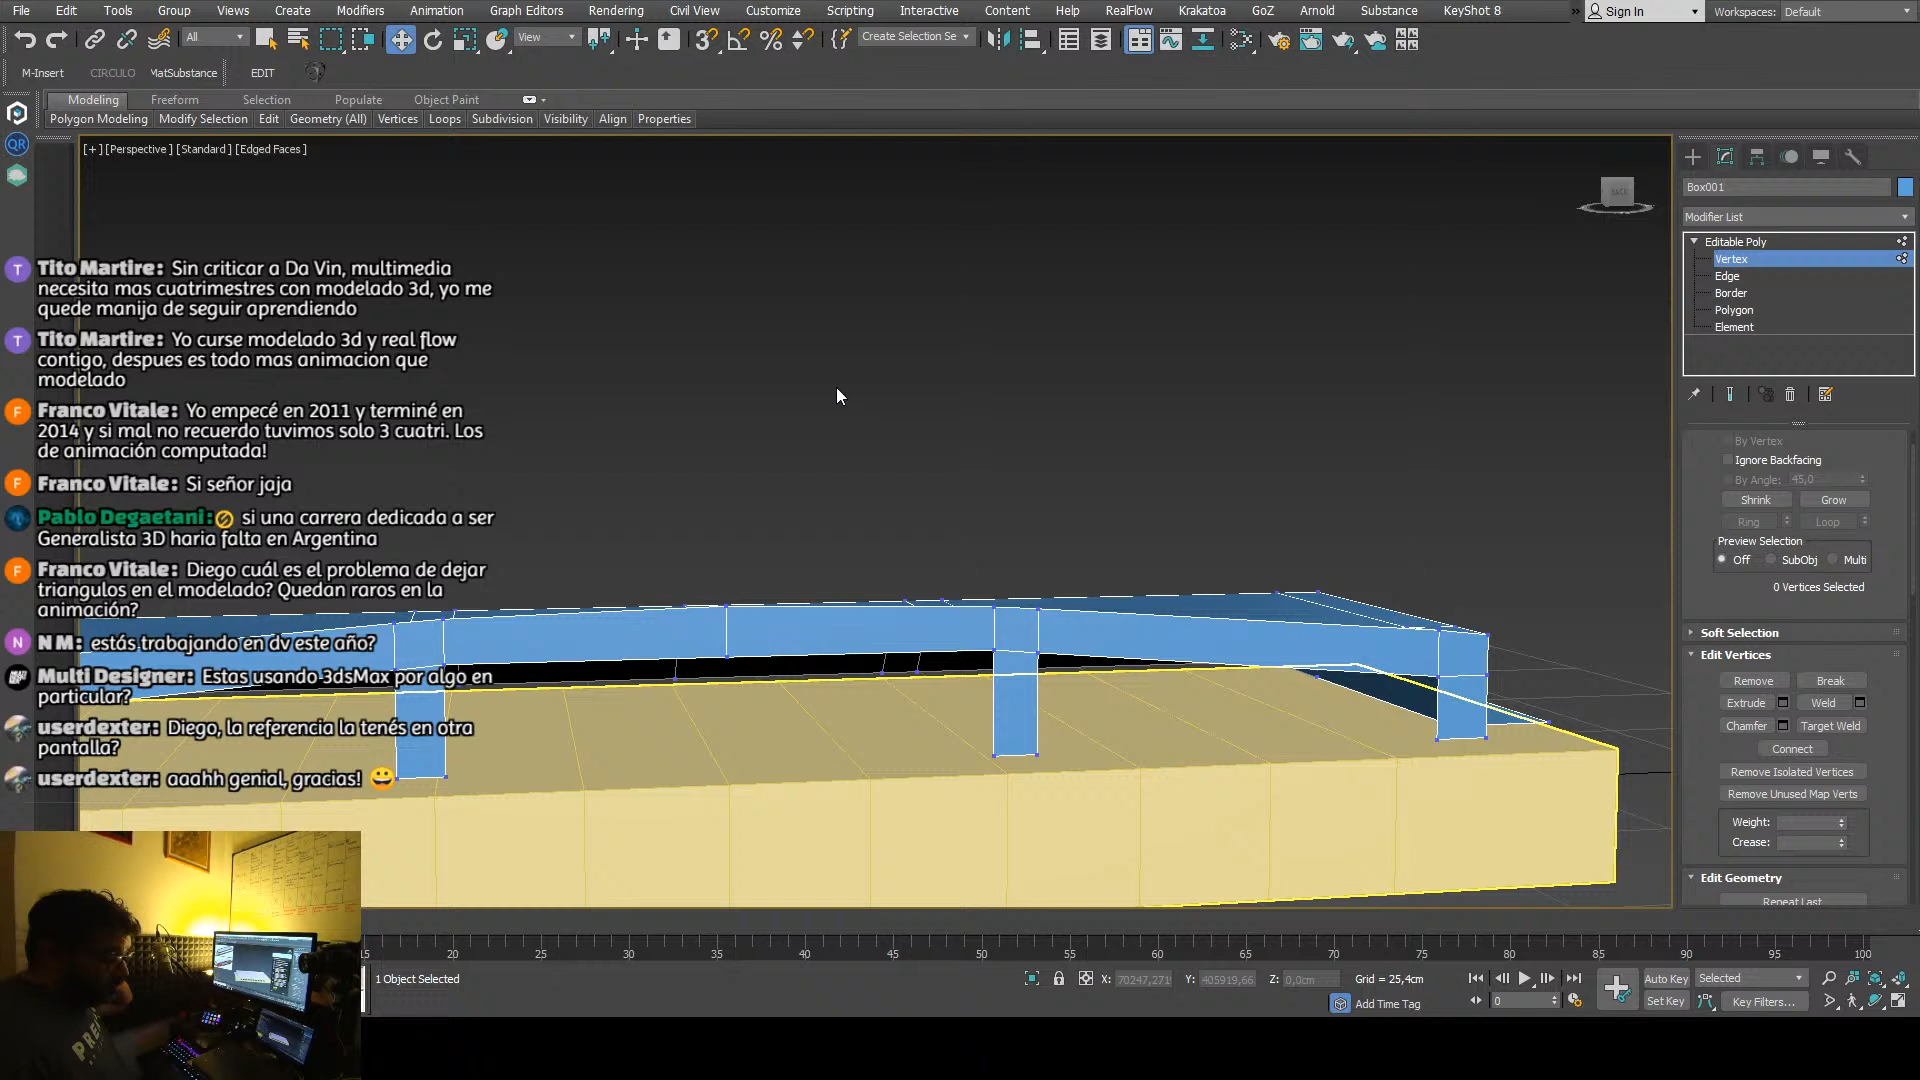 File Edit Tools Group Views Create Modifiers Animation Graph Editors Rendering Civil View Customize Scripting Interactive Content Help RealFlow Krakatoa GoZ Arnold Substance KeyShot 8 » Sign In Workspaces: Default
All View Create Selection Se
M-Insert CIRCULO MatSubstance EDIT
Modeling Freeform Selection Populate Object Paint
Polygon Modeling Modify Selection Edit Geometry (All) Vertices Loops Subdivision Visibility Align Properties
[+] [Perspective] [Standard] [Edged Faces]
BACK
Tito Martire: Sin criticar a Da Vin, multimedia
necesita mas cuatrimestres con modelado 3d, yo me
quede manija de seguir aprendiendo
Tito Martire: Yo curse modelado 3d y real flow
contigo, despues es todo mas animacion que
modelado
Franco Vitale: Yo empecé en 2011 y terminé en
2014 y si mal no recuerdo tuvimos solo 3 cuatri. Los
de animación computada!
Franco Vitale: Si señor jaja
Pablo Degaetani: si una carrera dedicada a ser
Generalista 3D haria falta en Argentina
Franco Vitale: Diego cuál es el problema de dejar
triangulos en el modelado? Quedan raros en la
animación?
N M: estás trabajando en dv este año?
Multi Designer: Estas usando 3dsMax por algo en
particular?
userdexter: Diego, la referencia la tenés en otra
pantalla?
userdexter: aaahh genial, gracias! 😀
Box001
Modifier List
Editable Poly
Vertex
Edge
Border
Polygon
Element
By Vertex
Ignore Backfacing
By Angle: 45,0
Shrink Grow
Ring Loop
Preview Selection
Off SubObj Multi
0 Vertices Selected
Soft Selection
Edit Vertices
Remove Break
Extrude Weld
Chamfer Target Weld
Connect
Remove Isolated Vertices
Remove Unused Map Verts
Weight:
Crease:
Edit Geometry
Repeat Last
15 20 25 30 35 40 45 50 55 60 65 70 75 80 85 90 95 100
1 Object Selected X: 70247,271 Y: 405919,66 Z: 0,0cm Grid = 25,4cm Auto Key Selected
Add Time Tag 0 Set Key Key Filters...